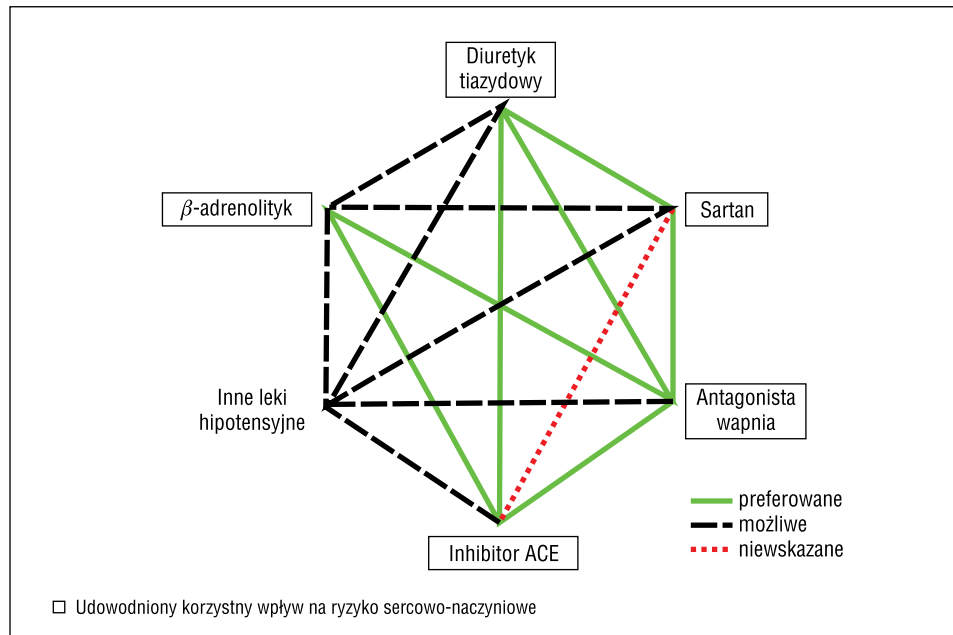 Diuretyk
tiazydowy
β-adrenolityk
Sartan
Inne leki
hipotensyjne
Antagonista
wapnia
Inhibitor ACE
preferowane
możliwe
niewskazane
Udowodniony korzystny wpływ na ryzyko sercowo-naczyniowe